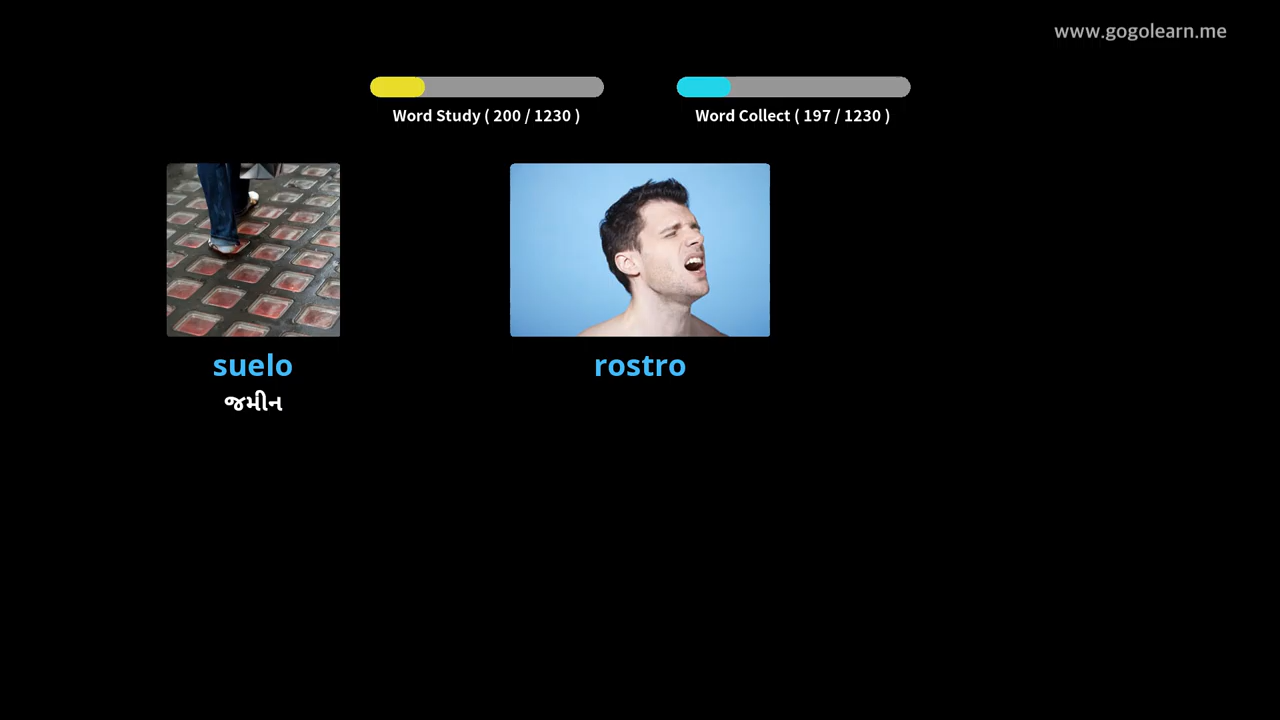 www.gogolearn.me
Word Study ( 200 / 1230 )
Word Collect ( 197 / 1230 )
suelo
જમીન
rostro